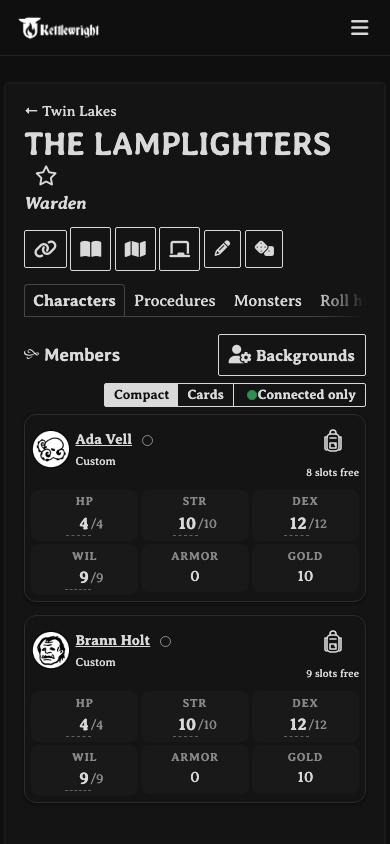 Kettlewright
← Twin Lakes
THE LAMPLIGHTERS
Warden
Characters Procedures Monsters Roll h
Members
Backgrounds
Compact Cards Connected only
Ada Vell
Custom
8 slots free
HP STR DEX
4/4 10/10 12/12
WIL ARMOR GOLD
9/9 0 10
Brann Holt
Custom
9 slots free
HP STR DEX
4/4 10/10 12/12
WIL ARMOR GOLD
9/9 0 10